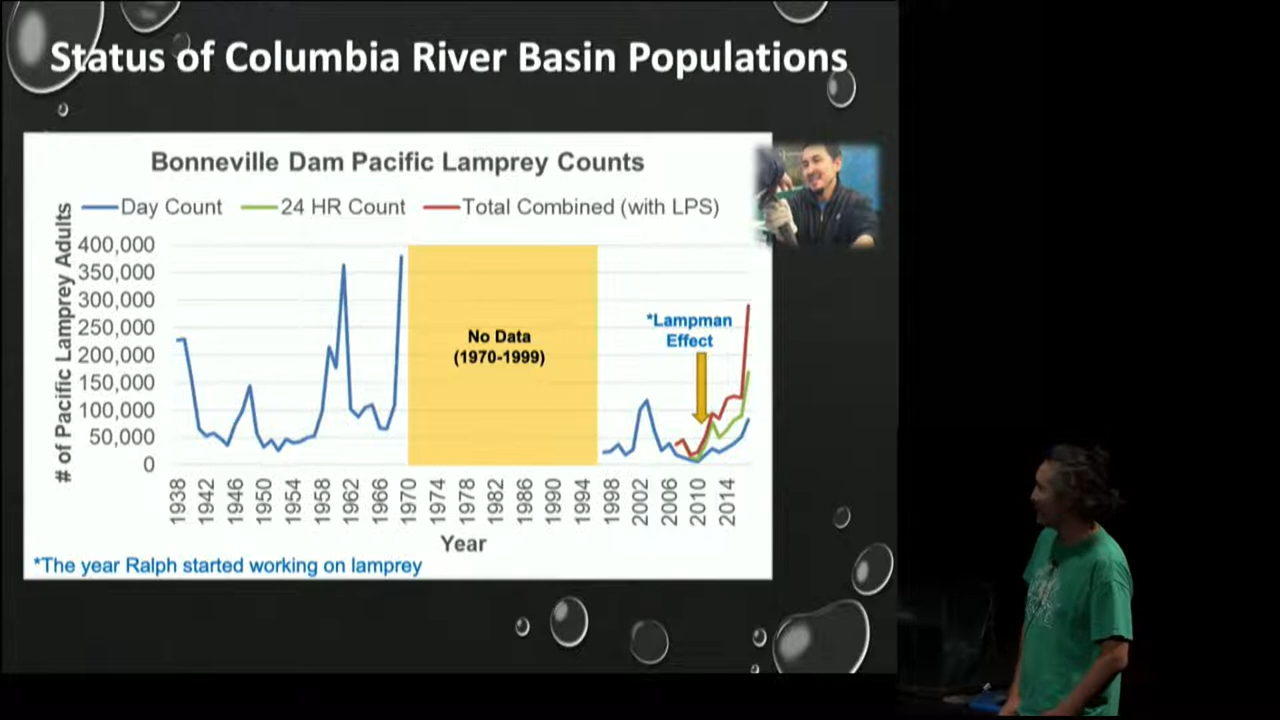 Status of Columbia River Basin Populations
Bonneville Dam Pacific Lamprey Counts
Day Count 24 HR Count Total Combined (with LPS)
# of Pacific Lamprey Adults
400,000
350,000
300,000
250,000
200,000
150,000
100,000
50,000
0
No Data
(1970-1999)
*Lampman
Effect
1938 1942 1946 1950 1954 1958 1962 1966 1970 1974 1978 1982 1986 1990 1994 1998 2002 2006 2010 2014
Year
*The year Ralph started working on lamprey